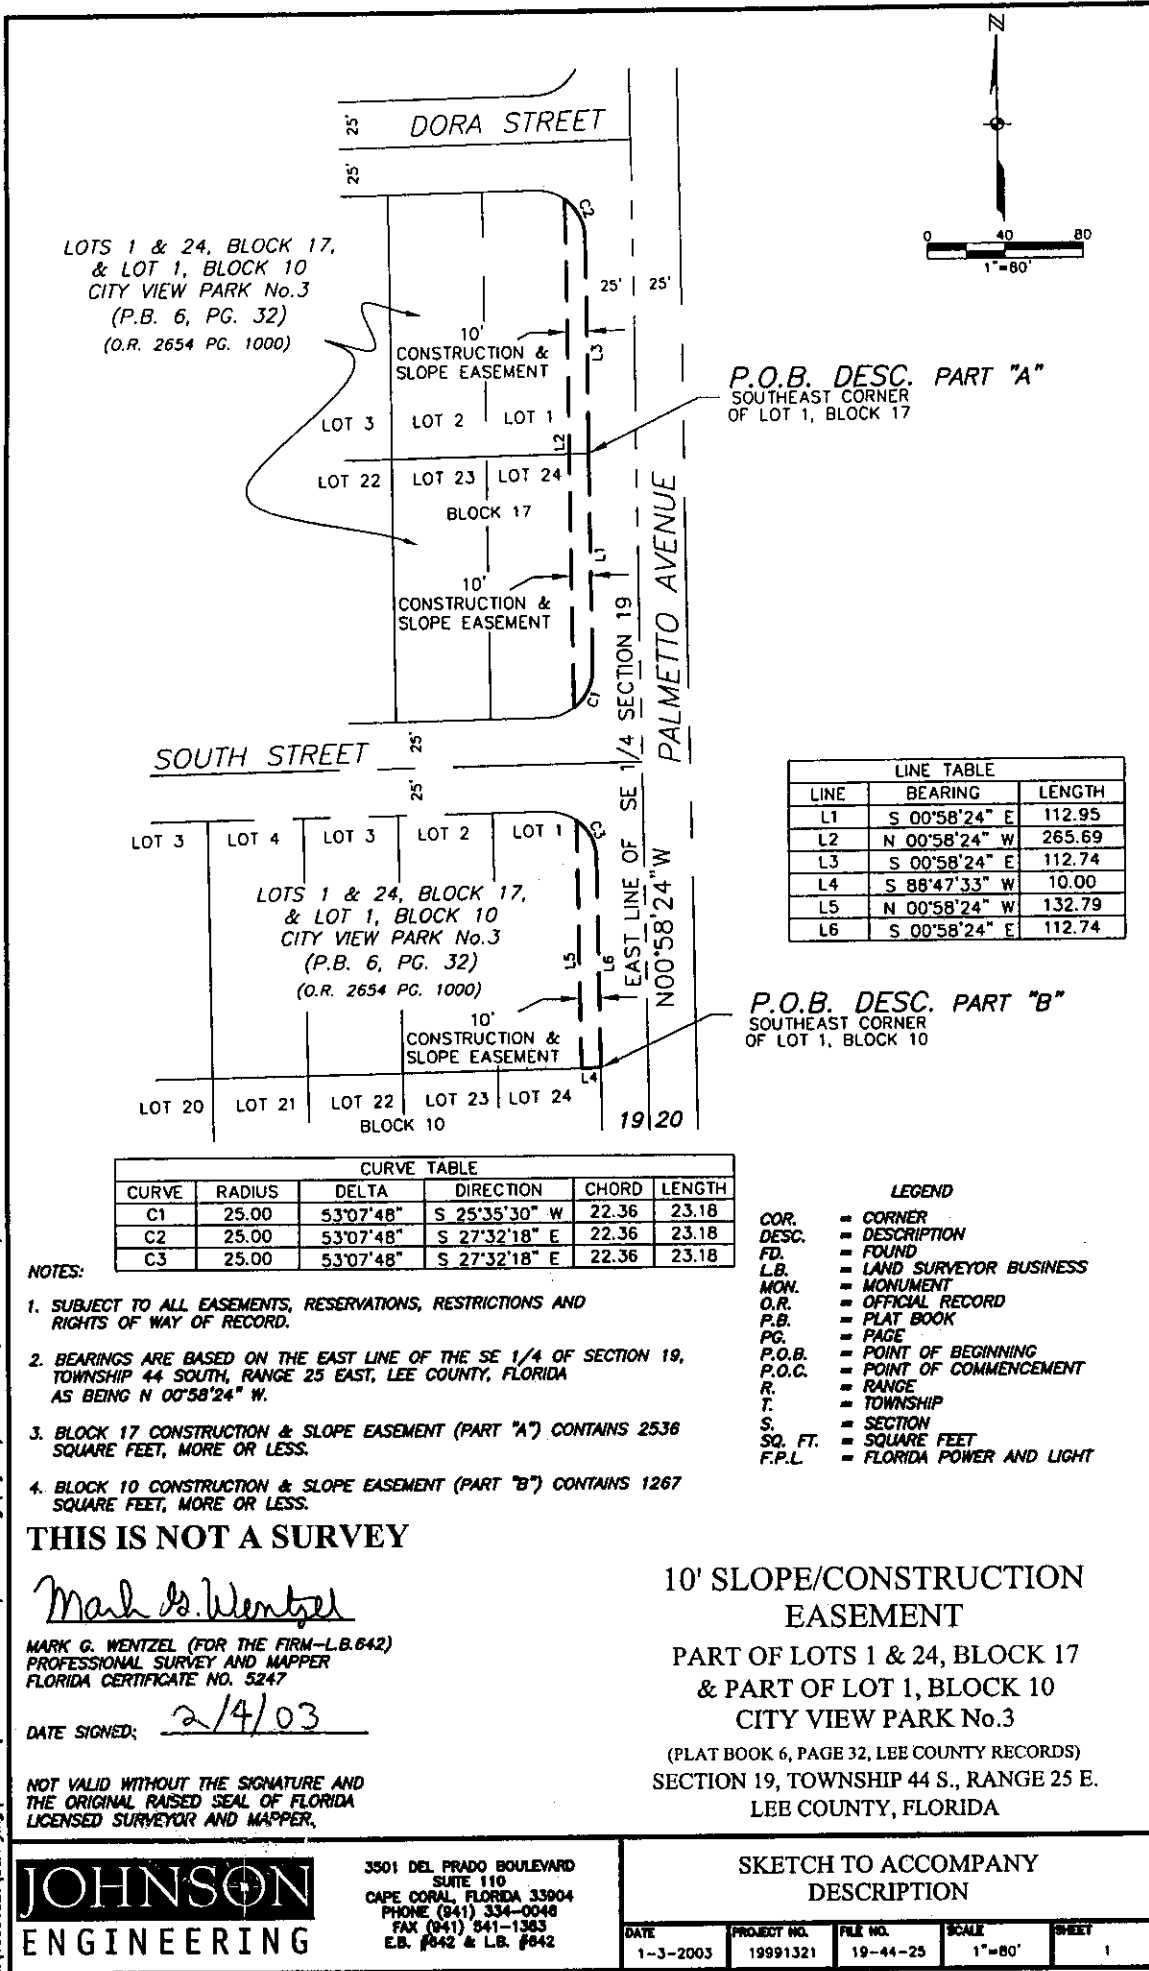 N
0 40 80
1"=80'
DORA STREET
25'
25'
C2
LOTS 1 & 24, BLOCK 17,
& LOT 1, BLOCK 10
CITY VIEW PARK No.3
(P.B. 6, PG. 32)
(O.R. 2654 PG. 1000)
25' 25'
10'
CONSTRUCTION &
SLOPE EASEMENT
L3
P.O.B. DESC. PART "A"
SOUTHEAST CORNER
OF LOT 1, BLOCK 17
LOT 3 LOT 2 LOT 1
L2
LOT 22 LOT 23 LOT 24
BLOCK 17
L1
10'
CONSTRUCTION &
SLOPE EASEMENT
C1
PALMETTO AVENUE
EAST LINE OF SE 1/4 SECTION 19
N00°58'24"W
SOUTH STREET
25'
25'
LINE TABLE
LINE BEARING LENGTH
L1 S 00°58'24" E 112.95
L2 N 00°58'24" W 265.69
L3 S 00°58'24" E 112.74
L4 S 88°47'33" W 10.00
L5 N 00°58'24" W 132.79
L6 S 00°58'24" E 112.74
LOT 3 LOT 4 LOT 3 LOT 2 LOT 1
C3
LOTS 1 & 24, BLOCK 17,
& LOT 1, BLOCK 10
CITY VIEW PARK No.3
(P.B. 6, PG. 32)
(O.R. 2654 PG. 1000)
L5
L6
10'
CONSTRUCTION &
SLOPE EASEMENT
P.O.B. DESC. PART "B"
SOUTHEAST CORNER
OF LOT 1, BLOCK 10
L4
LOT 20 LOT 21 LOT 22 LOT 23 LOT 24
BLOCK 10
19 20
CURVE TABLE
CURVE RADIUS DELTA DIRECTION CHORD LENGTH
C1 25.00 53°07'48" S 25°35'30" W 22.36 23.18
C2 25.00 53°07'48" S 27°32'18" E 22.36 23.18
C3 25.00 53°07'48" S 27°32'18" E 22.36 23.18
LEGEND
COR. = CORNER
DESC. = DESCRIPTION
FD. = FOUND
L.B. = LAND SURVEYOR BUSINESS
MON. = MONUMENT
O.R. = OFFICIAL RECORD
P.B. = PLAT BOOK
PG. = PAGE
P.O.B. = POINT OF BEGINNING
P.O.C. = POINT OF COMMENCEMENT
R. = RANGE
T. = TOWNSHIP
S. = SECTION
SQ. FT. = SQUARE FEET
F.P.L. = FLORIDA POWER AND LIGHT
NOTES:
1. SUBJECT TO ALL EASEMENTS, RESERVATIONS, RESTRICTIONS AND
RIGHTS OF WAY OF RECORD.
2. BEARINGS ARE BASED ON THE EAST LINE OF THE SE 1/4 OF SECTION 19,
TOWNSHIP 44 SOUTH, RANGE 25 EAST, LEE COUNTY, FLORIDA
AS BEING N 00°58'24" W.
3. BLOCK 17 CONSTRUCTION & SLOPE EASEMENT (PART "A") CONTAINS 2536
SQUARE FEET, MORE OR LESS.
4. BLOCK 10 CONSTRUCTION & SLOPE EASEMENT (PART "B") CONTAINS 1267
SQUARE FEET, MORE OR LESS.
THIS IS NOT A SURVEY
Mark G. Wentzel
MARK G. WENTZEL (FOR THE FIRM-L.B.642)
PROFESSIONAL SURVEY AND MAPPER
FLORIDA CERTIFICATE NO. 5247
DATE SIGNED; 2/4/03
NOT VALID WITHOUT THE SIGNATURE AND
THE ORIGINAL RAISED SEAL OF FLORIDA
LICENSED SURVEYOR AND MAPPER,
10' SLOPE/CONSTRUCTION
EASEMENT
PART OF LOTS 1 & 24, BLOCK 17
& PART OF LOT 1, BLOCK 10
CITY VIEW PARK No.3
(PLAT BOOK 6, PAGE 32, LEE COUNTY RECORDS)
SECTION 19, TOWNSHIP 44 S., RANGE 25 E.
LEE COUNTY, FLORIDA
JOHNSON
ENGINEERING
3501 DEL PRADO BOULEVARD
SUITE 110
CAPE CORAL, FLORIDA 33904
PHONE (941) 334-0046
FAX (941) 541-1383
E.B. #642 & L.B. #642
SKETCH TO ACCOMPANY
DESCRIPTION
DATE PROJECT NO. FILE NO. SCALE SHEET
1-3-2003 19991321 19-44-25 1"=80' 1